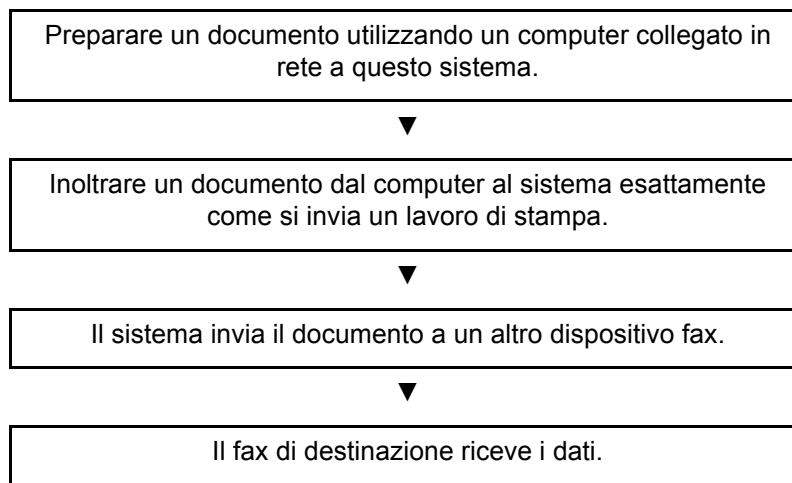 Preparare un documento utilizzando un computer collegato in
rete a questo sistema.
▼
Inoltrare un documento dal computer al sistema esattamente
come si invia un lavoro di stampa.
▼
Il sistema invia il documento a un altro dispositivo fax.
▼
Il fax di destinazione riceve i dati.